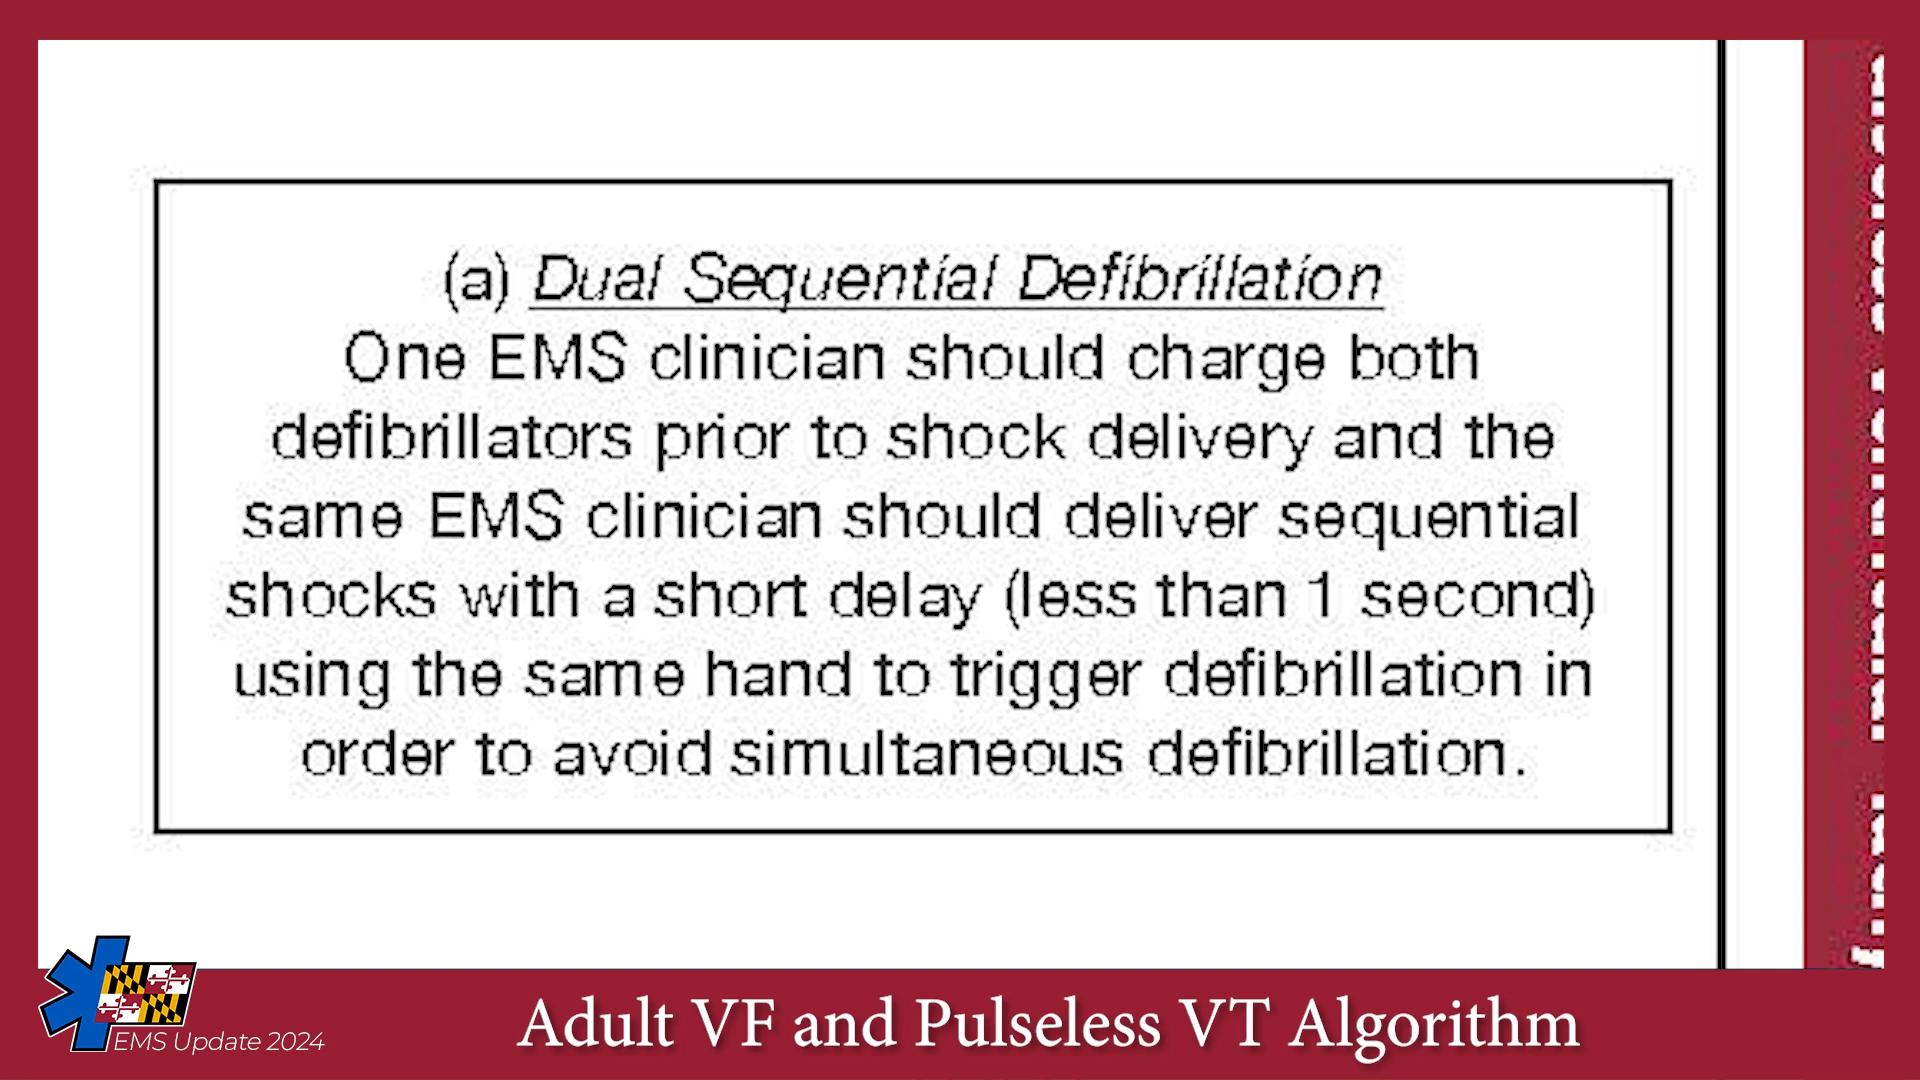 (a) Dual Sequential Defibrillation
One EMS clinician should charge both
defibrillators prior to shock delivery and the
same EMS clinician should deliver sequential
shocks with a short delay (less than 1 second)
using the same hand to trigger defibrillation in
order to avoid simultaneous defibrillation.
EMS Update 2024
Adult VF and Pulseless VT Algorithm